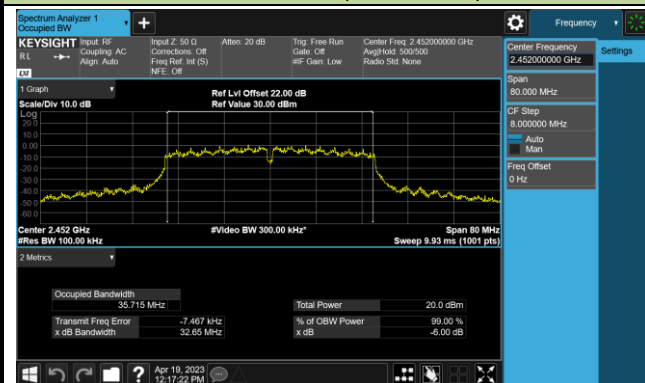 Spectrum Analyzer 1
Occupied BW
Frequency
KEYSIGHT
Input: RF
Coupling: AC
Align: Auto
Input Z: 50 Ω
Corrections: Off
Freq Ref: Int (S)
NFE: Off
Atten: 20 dB
Trig: Free Run
Gate: Off
#IF Gain: Low
Center Freq: 2.452000000 GHz
Avg|Hold: 500/500
Radio Std: None
RL
LXI
Center Frequency
2.452000000 GHz
Settings
Span
80.000 MHz
CF Step
8.000000 MHz
Auto
Man
Freq Offset
0 Hz
1 Graph
Scale/Div 10.0 dB
Ref Lvl Offset 22.00 dB
Ref Value 30.00 dBm
Log
20.0
10.0
0.00
-10.0
-20.0
-30.0
-40.0
-50.0
-60.0
Center 2.452 GHz
#Res BW 100.00 kHz
#Video BW 300.00 kHz*
Span 80 MHz
Sweep 9.93 ms (1001 pts)
2 Metrics
Occupied Bandwidth
35.715 MHz
Total Power 20.0 dBm
Transmit Freq Error -7.467 kHz
% of OBW Power 99.00 %
x dB Bandwidth 32.65 MHz
x dB -6.00 dB
Apr 19, 2023
12:17:22 PM